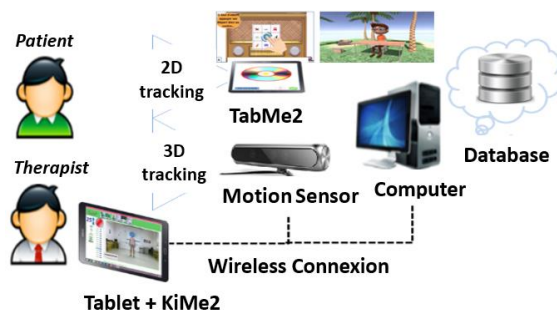 Patient
2D
tracking
TabMe2
Database
Therapist
3D
tracking
Motion Sensor
Computer
Wireless Connexion
Tablet + KiMe2